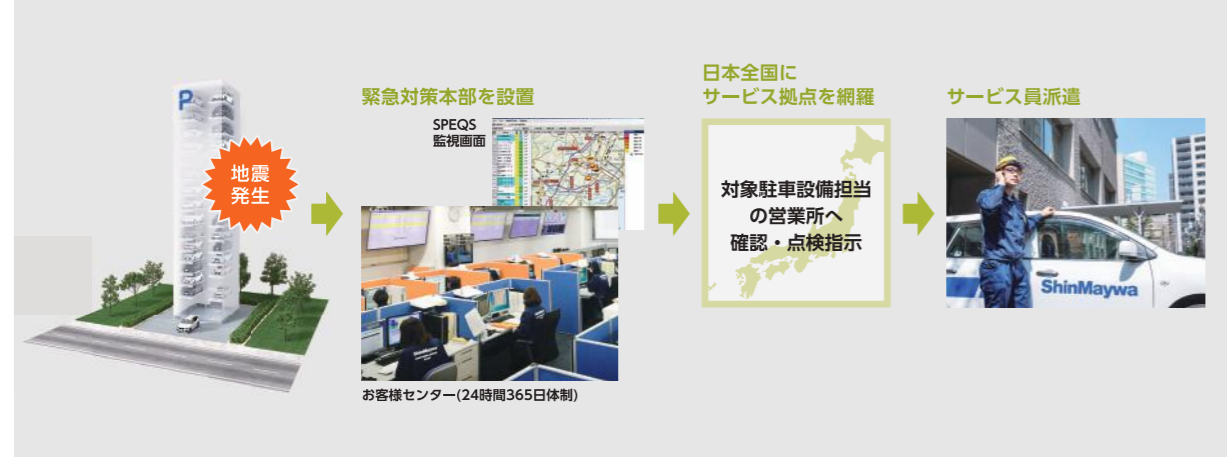 P
地震
発生
緊急対策本部を設置
SPEQS
監視画面
お客様センター(24時間365日体制)
日本全国に
サービス拠点を網羅
対象駐車設備担当
の営業所へ
確認・点検指示
サービス員派遣
ShinMaywa
ShinMaywa